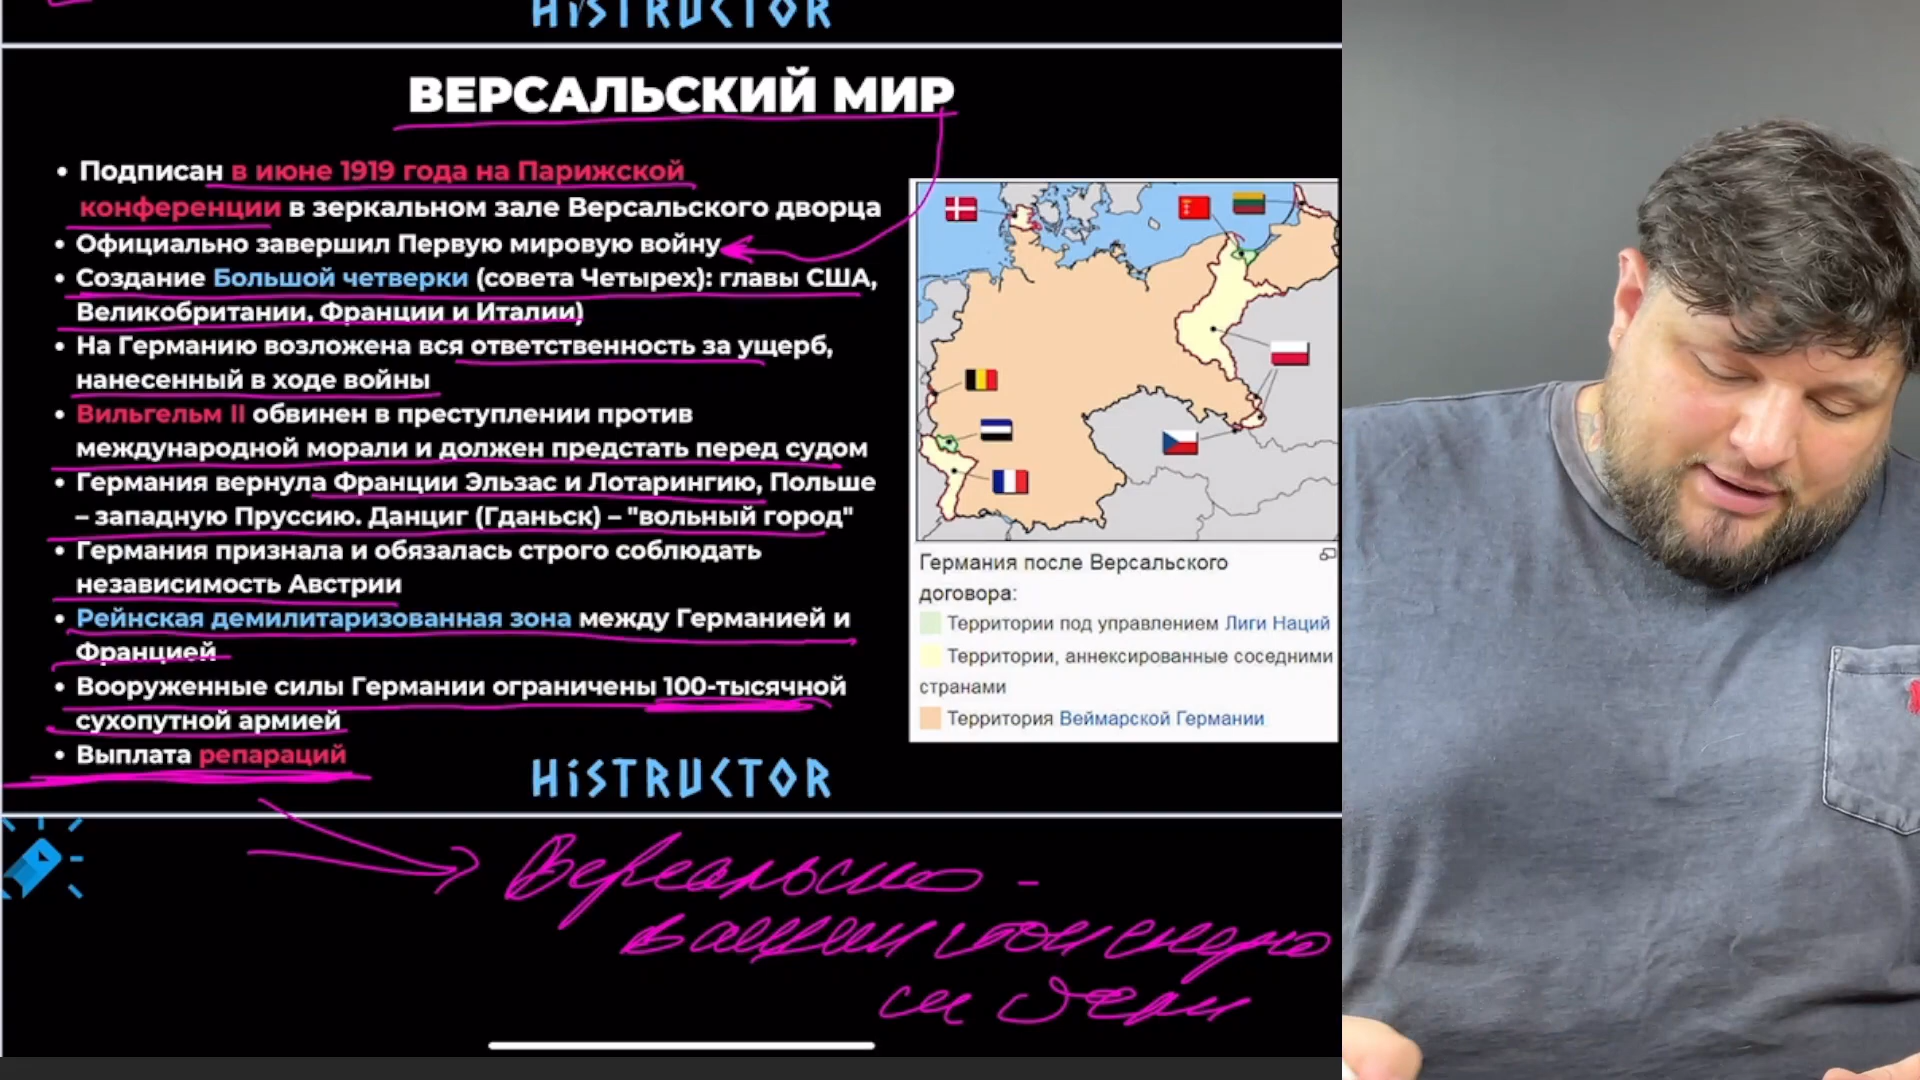 HiSTRUCTOR
ВЕРСАЛЬСКИЙ МИР
• Подписан в июне 1919 года на Парижской
конференции в зеркальном зале Версальского дворца
• Официально завершил Первую мировую войну
• Создание Большой четверки (совета Четырех): главы США,
Великобритании, Франции и Италии)
• На Германию возложена вся ответственность за ущерб,
нанесенный в ходе войны
• Вильгельм II обвинен в преступлении против
международной морали и должен предстать перед судом
• Германия вернула Франции Эльзас и Лотарингию, Польше
– западную Пруссию. Данциг (Гданьск) – "вольный город"
• Германия признала и обязалась строго соблюдать
независимость Австрии
• Рейнская демилитаризованная зона между Германией и
Францией
• Вооруженные силы Германии ограничены 100-тысячной
сухопутной армией
• Выплата репараций
Германия после Версальского
договора:
Территории под управлением Лиги Наций
Территории, аннексированные соседними
странами
Территория Веймарской Германии
HiSTRUCTOR
Версальско -
вашингтонскую